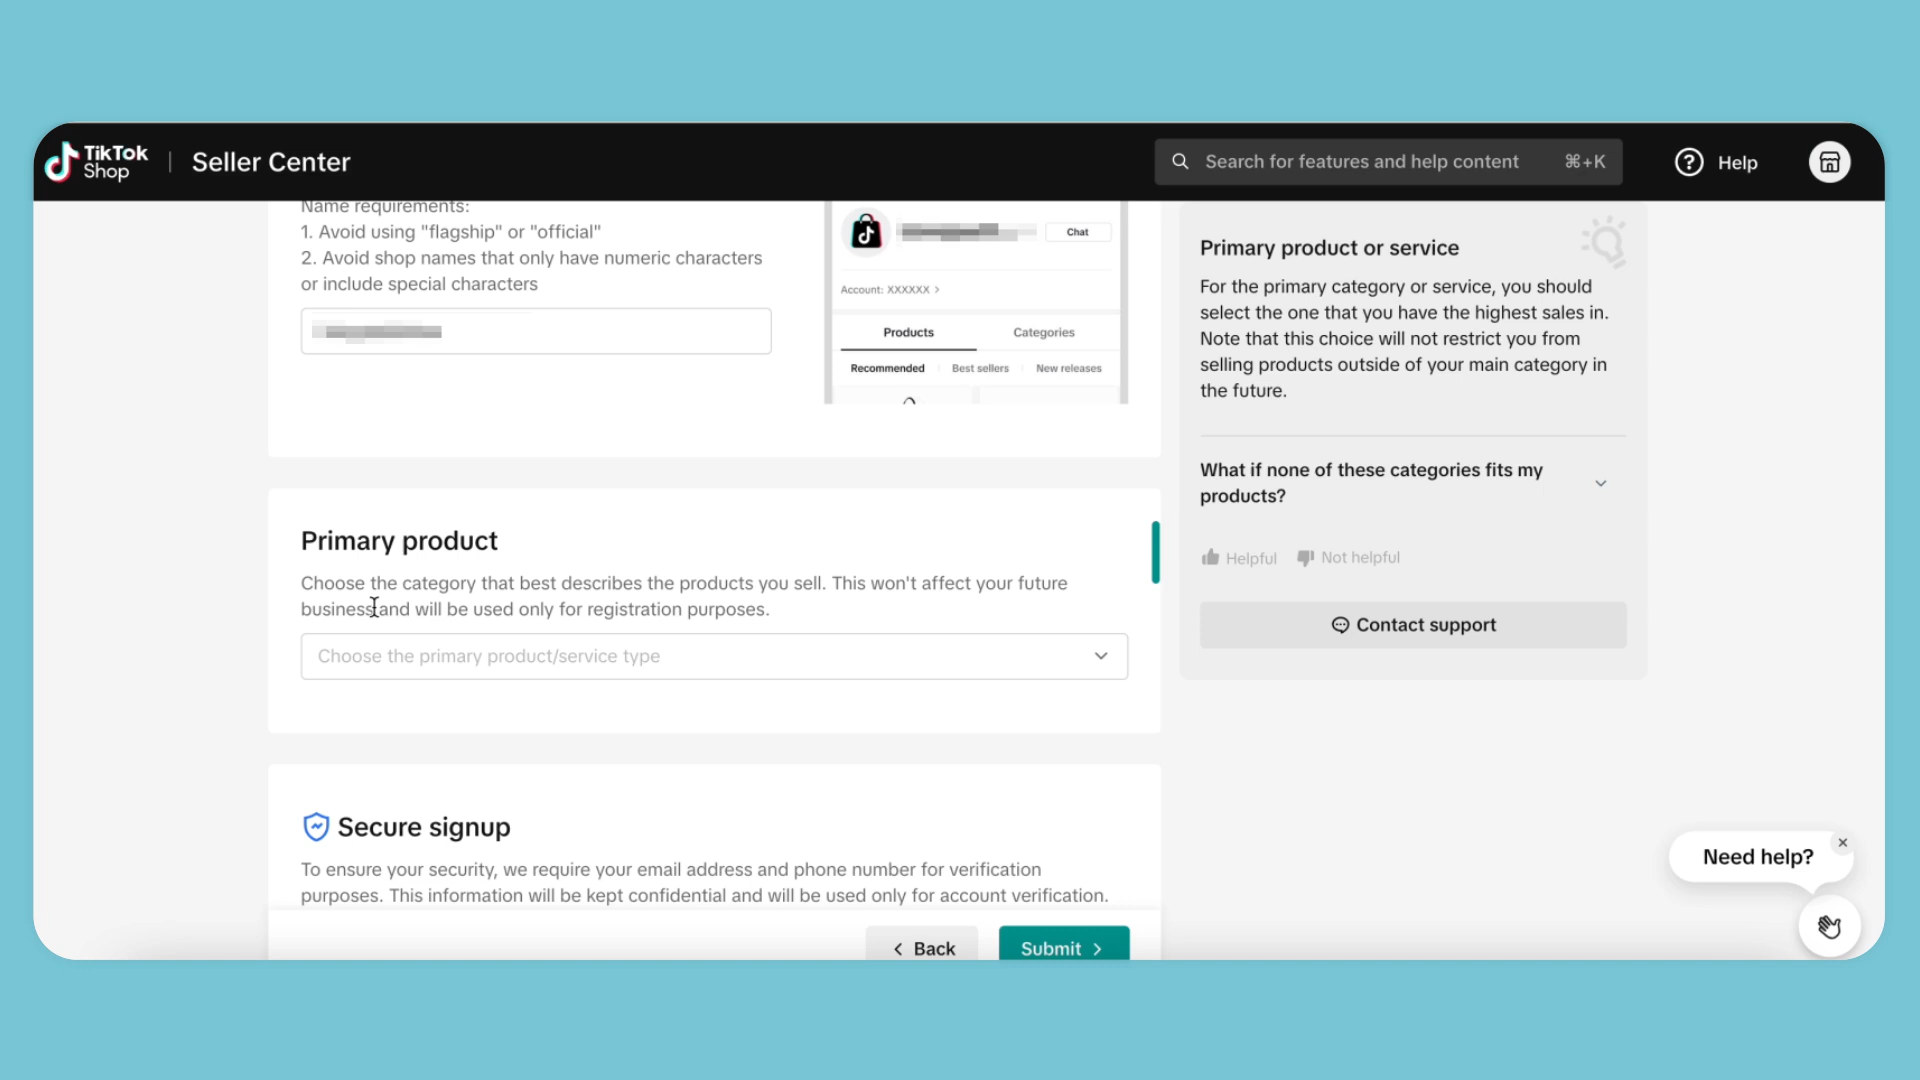 TikTok Shop | Seller Center
Search for features and help content ⌘+K
Help
Name requirements:
1. Avoid using "flagship" or "official"
2. Avoid shop names that only have numeric characters
or include special characters
Chat
Account: XXXXXX >
Products Categories
Recommended Best sellers New releases
Primary product or service
For the primary category or service, you should
select the one that you have the highest sales in.
Note that this choice will not restrict you from
selling products outside of your main category in
the future.
What if none of these categories fits my
products?
Helpful Not helpful
Contact support
Primary product
Choose the category that best describes the products you sell. This won't affect your future
business and will be used only for registration purposes.
Choose the primary product/service type
Secure signup
To ensure your security, we require your email address and phone number for verification
purposes. This information will be kept confidential and will be used only for account verification.
< Back Submit >
Need help?